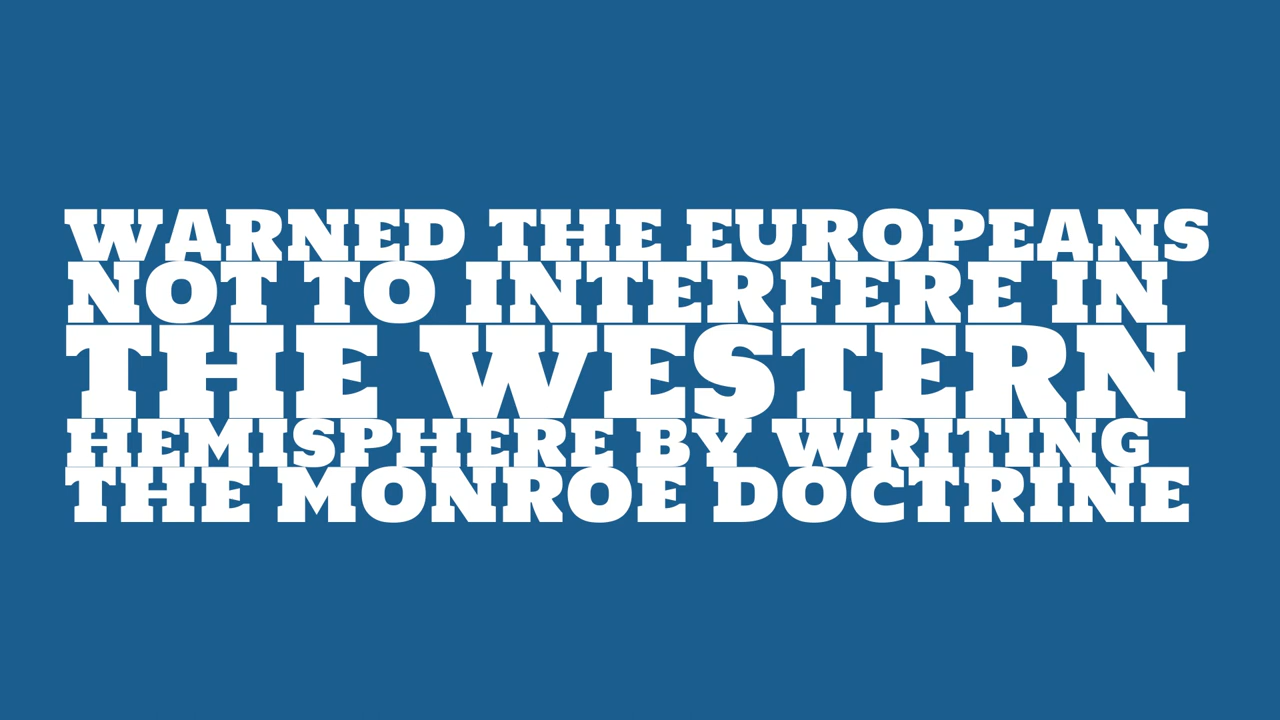 WARNED THE EUROPEANS
NOT TO INTERFERE IN
THE WESTERN
HEMISPHERE BY WRITING
THE MONROE DOCTRINE